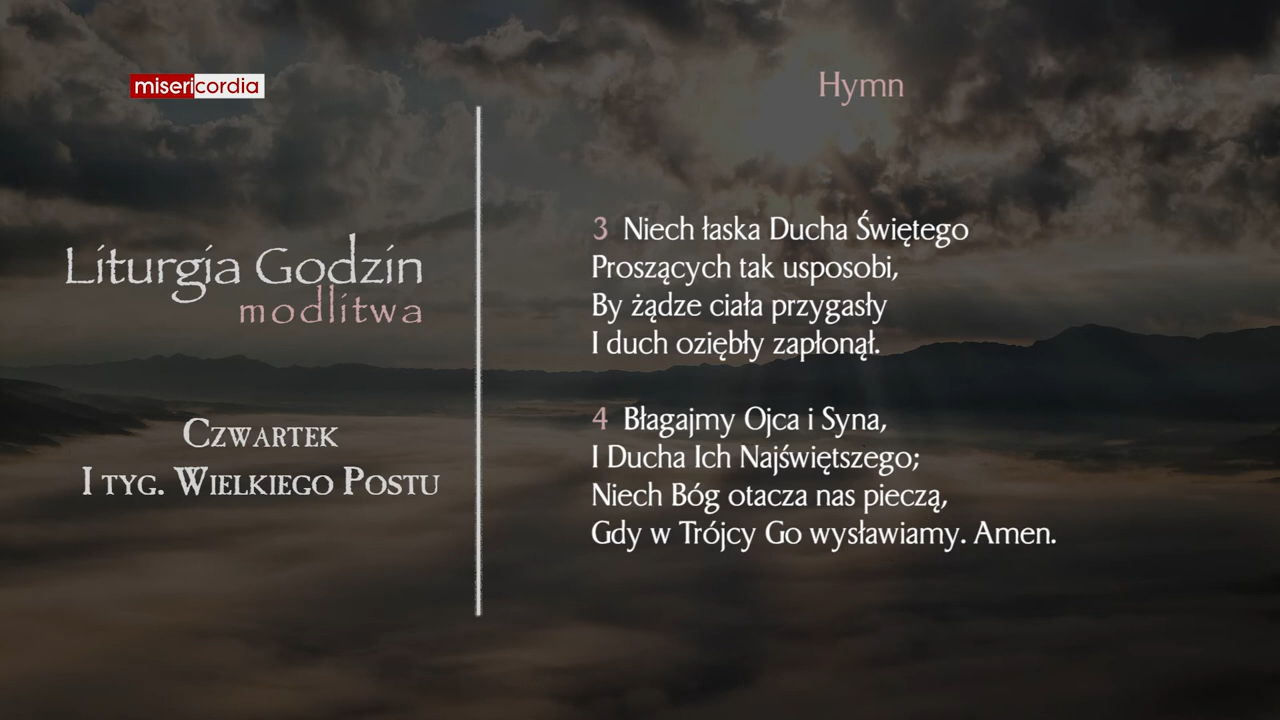 misericordia
Liturgia Godzin
modlitwa
Czwartek
I tyg. Wielkiego Postu
Hymn
3 Niech łaska Ducha Świętego
Proszących tak usposobi,
By żądze ciała przygasły
I duch oziębły zapłonął.
4 Błagajmy Ojca i Syna,
I Ducha Ich Najświętszego;
Niech Bóg otacza nas pieczą,
Gdy w Trójcy Go wysławiamy. Amen.